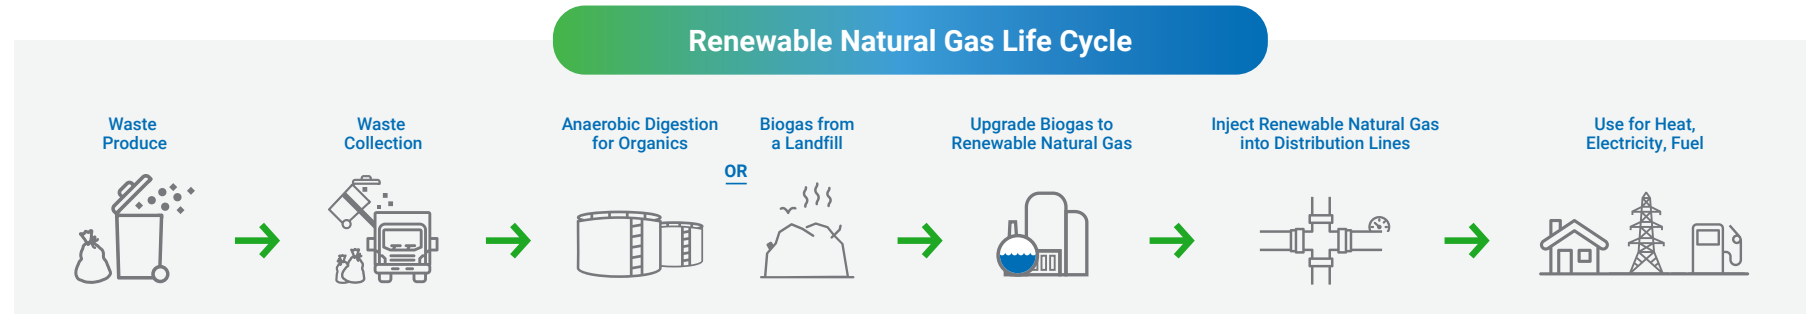 Renewable Natural Gas Life Cycle
Waste
Produce
Waste
Collection
Anaerobic Digestion
for Organics
OR
Biogas from
a Landfill
Upgrade Biogas to
Renewable Natural Gas
Inject Renewable Natural Gas
into Distribution Lines
Use for Heat,
Electricity, Fuel